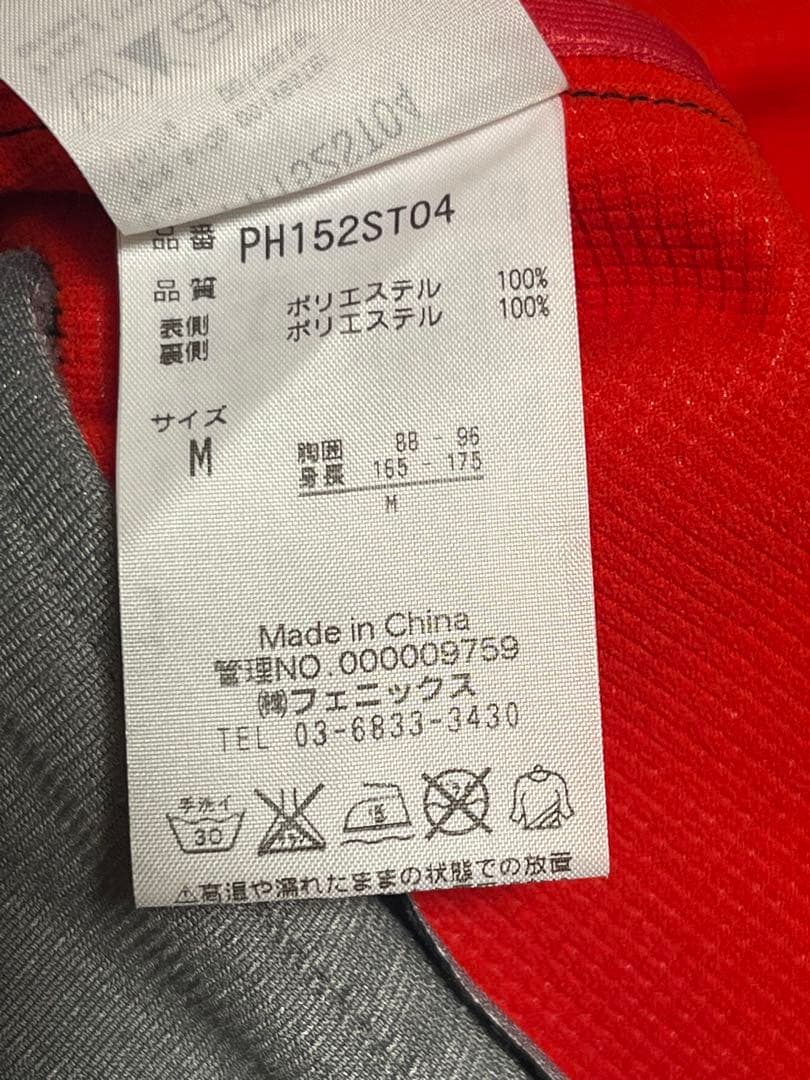 品番 PH152ST04
品質
表側 ポリエステル 100%
裏側 ポリエステル 100%
サイズ
M
胸囲 88 - 96
身長 165 - 175
M
Made in China
管理NO.000009759
㈱フェニックス
TEL 03-6833-3430
手洗イ
30
⚠高温や濡れたままの状態での放置